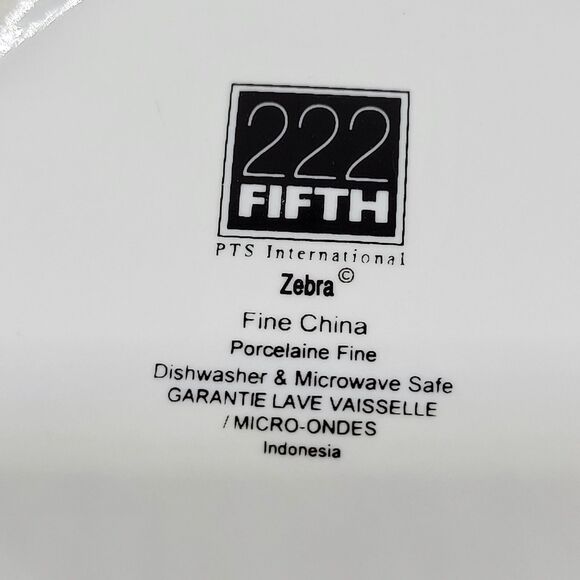 222
FIFTH
PTS International
Zebra©
Fine China
Porcelaine Fine
Dishwasher & Microwave Safe
GARANTIE LAVE VAISSELLE
/ MICRO-ONDES
Indonesia